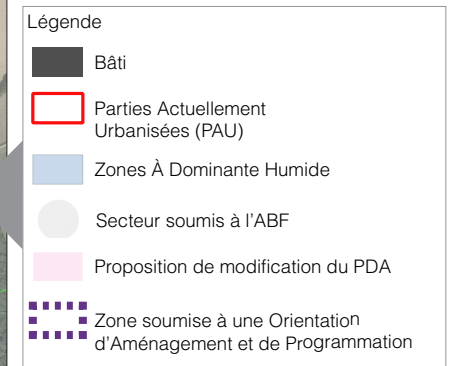 Légende
Bâti
Parties Actuellement
Urbanisées (PAU)
Zones À Dominante Humide
Secteur soumis à l'ABF
Proposition de modification du PDA
Zone soumise à une Orientation
d'Aménagement et de Programmation